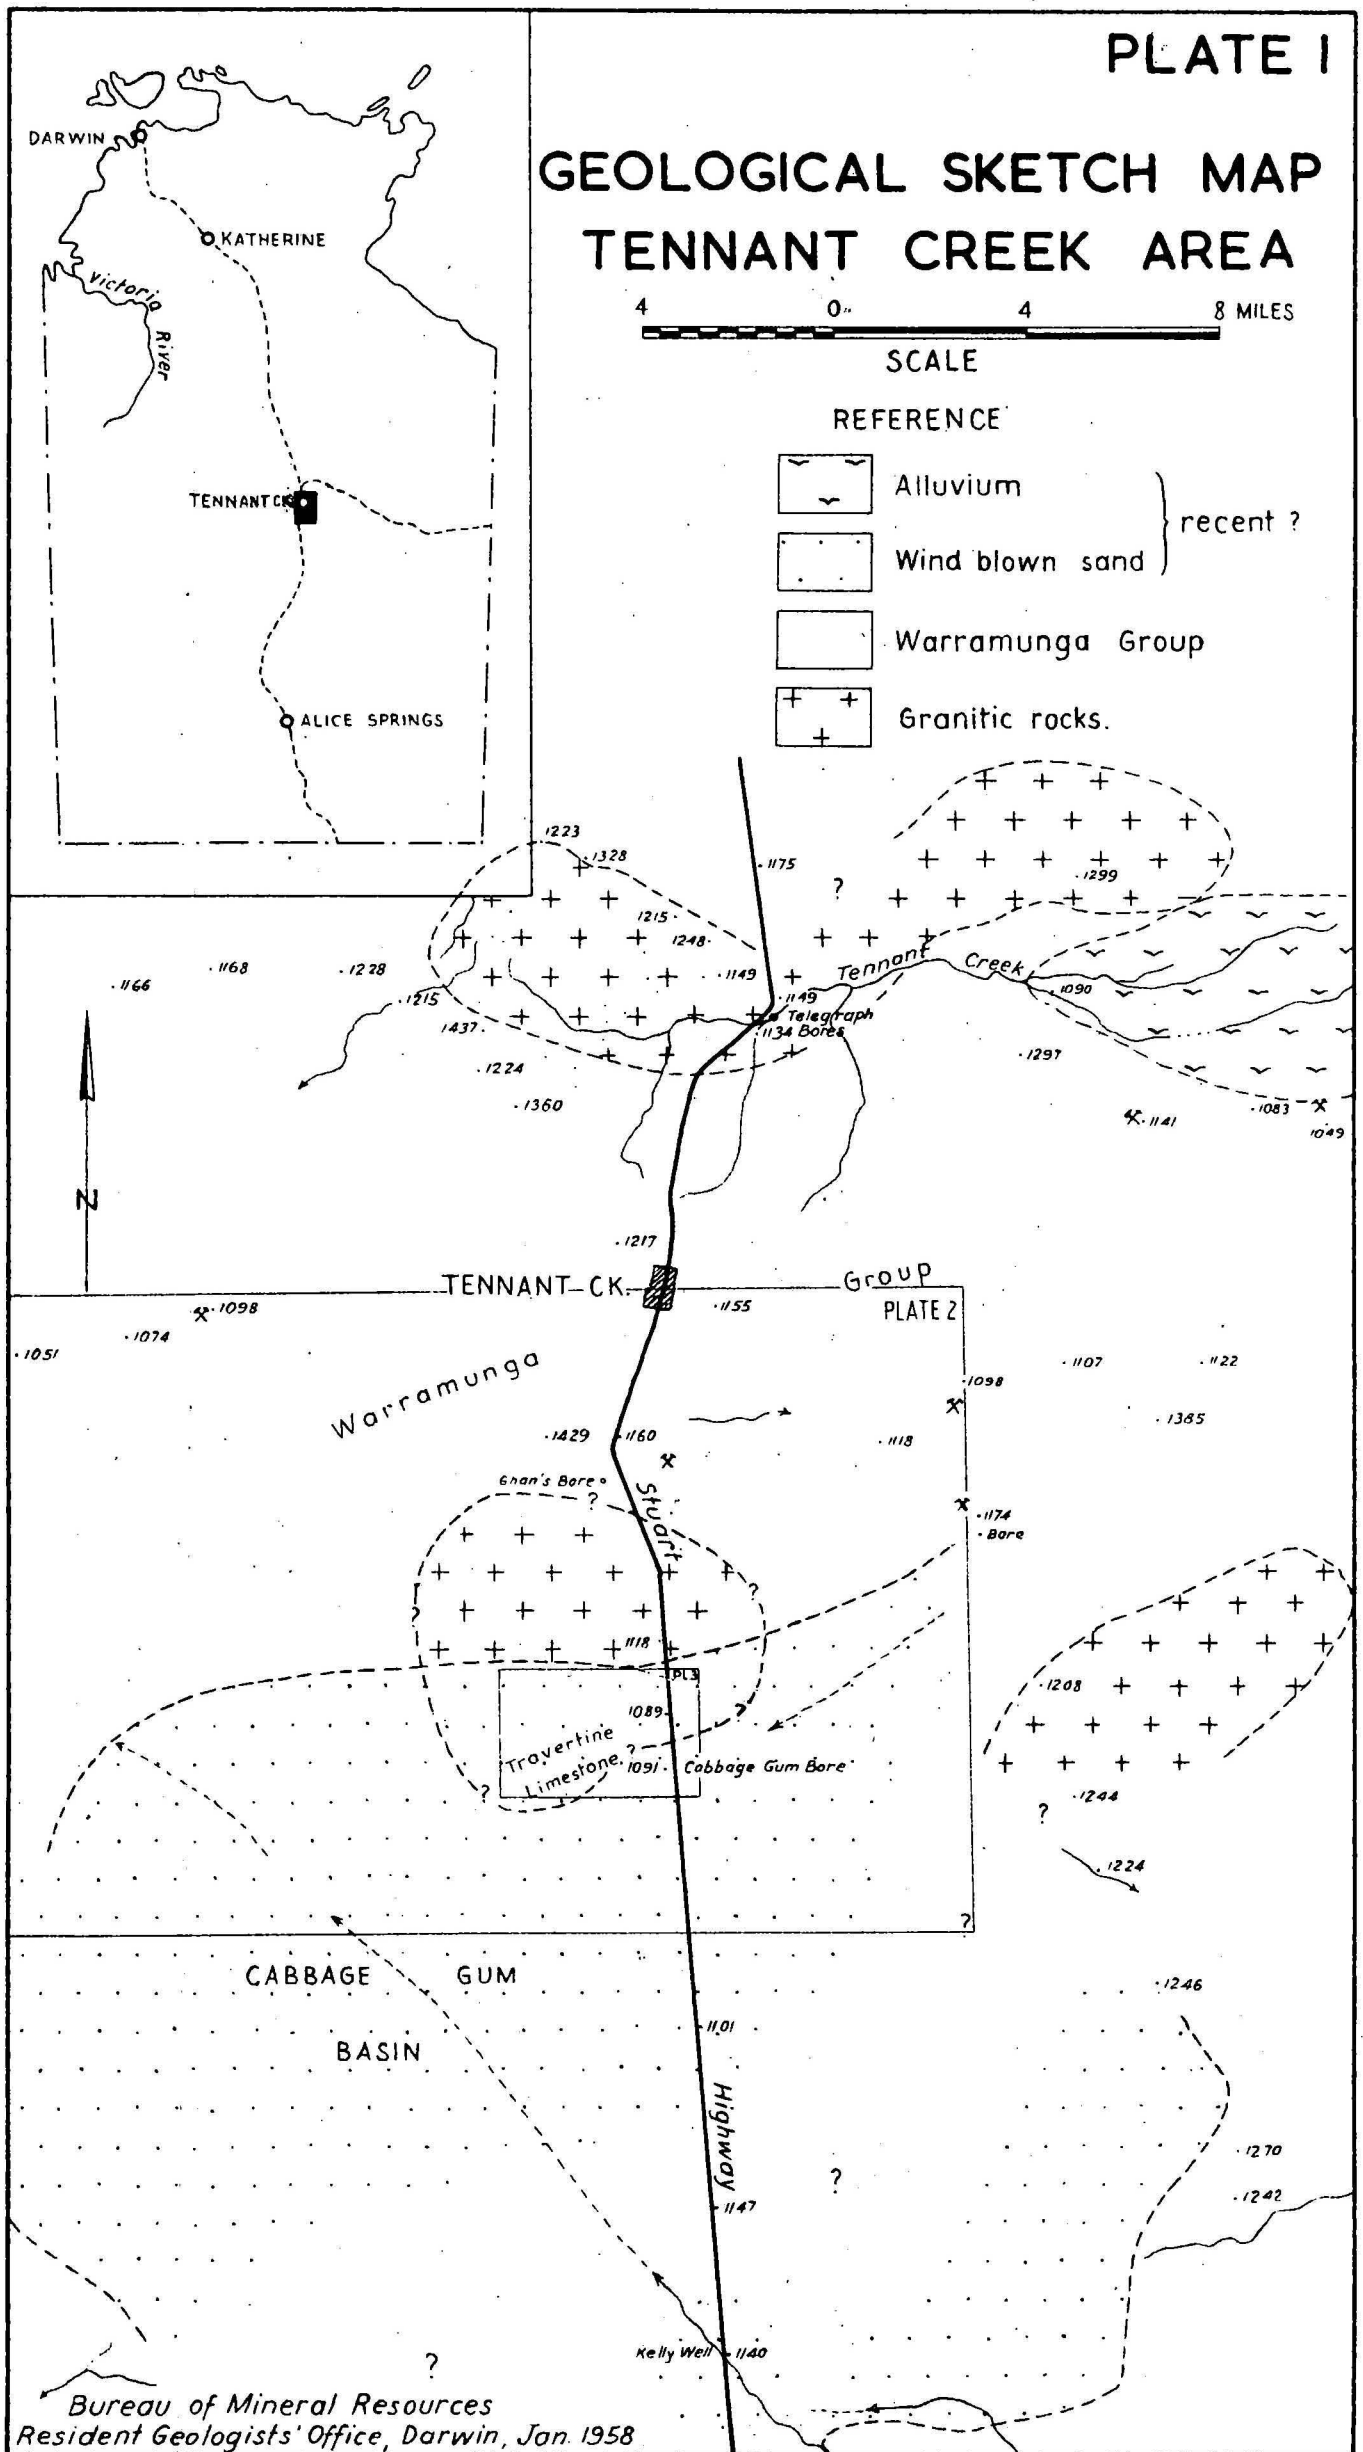 PLATE 1
GEOLOGICAL SKETCH MAP
TENNANT CREEK AREA
4 0 4 8 MILES
SCALE
REFERENCE
Alluvium
Wind blown sand
recent ?
Warramunga Group
Granitic rocks.
DARWIN
KATHERINE
Victoria River
TENNANT CK
ALICE SPRINGS
1223
1328
1175
?
1299
1215
1248
1166
1168
1228
1149
Tennant Creek
1215
1149
1090
1437
Telegraph
1134 Bores
1297
1224
1360
1083
1141
1049
N
1217
TENNANT CK.
Group
PLATE 2
1098
1155
1074
1051
1107
1122
Warramunga
1098
1385
1429
1160
1118
Ghan's Bore
?
Stuart
1174
Bore
?
?
1118
PL3
1208
1089
?
Travertine
Limestone.
?
1091
Cabbage Gum Bore
?
1244
?
1224
?
CABBAGE GUM
BASIN
1246
1101
Highway
1270
?
1242
1147
Kelly Well
1140
?
Bureau of Mineral Resources
Resident Geologists' Office, Darwin, Jan. 1958